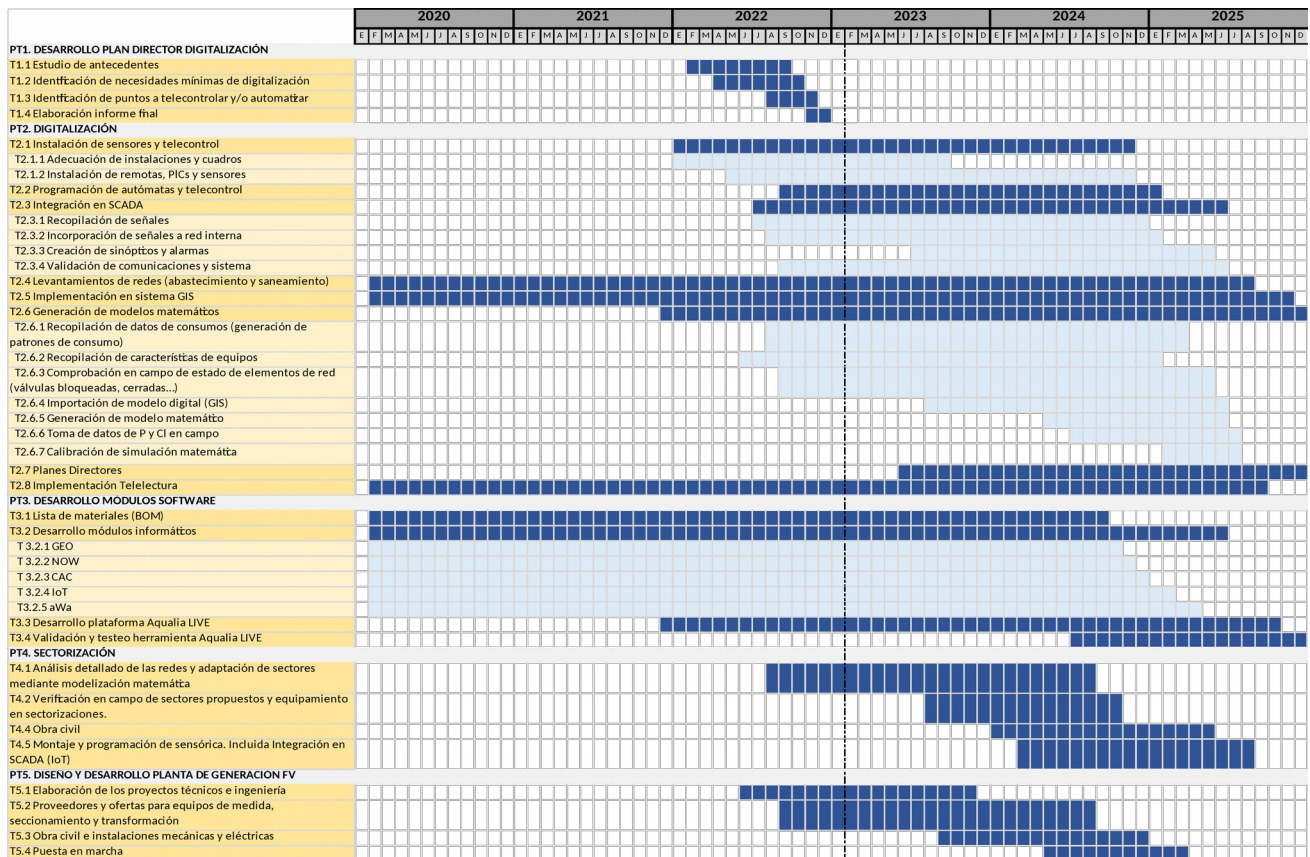 2020 2021 2022 2023 2024 2025
E F M A M J J A S O N D E F M A M J J A S O N D E F M A M J J A S O N D E F M A M J J A S O N D E F M A M J J A S O N D E F M A M J J A S O N D
PT1. DESARROLLO PLAN DIRECTOR DIGITALIZACIÓN
T1.1 Estudio de antecedentes
T1.2 Identificación de necesidades mínimas de digitalización
T1.3 Identificación de puntos a telecontrolar y/o automatizar
T1.4 Elaboración informe final
PT2. DIGITALIZACIÓN
T2.1 Instalación de sensores y telecontrol
T2.1.1 Adecuación de instalaciones y cuadros
T2.1.2 Instalación de remotas, PlCs y sensores
T2.2 Programación de autómatas y telecontrol
T2.3 Integración en SCADA
T2.3.1 Recopilación de señales
T2.3.2 Incorporación de señales a red interna
T2.3.3 Creación de sinópticos y alarmas
T2.3.4 Validación de comunicaciones y sistema
T2.4 Levantamientos de redes (abastecimiento y saneamiento)
T2.5 Implementación en sistema GIS
T2.6 Generación de modelos matemáticos
T2.6.1 Recopilación de datos de consumos (generación de
patrones de consumo)
T2.6.2 Recopilación de características de equipos
T2.6.3 Comprobación en campo de estado de elementos de red
(válvulas bloqueadas, cerradas...)
T2.6.4 Importación de modelo digital (GIS)
T2.6.5 Generación de modelo matemático
T2.6.6 Toma de datos de P y Cl en campo
T2.6.7 Calibración de simulación matemática
T2.7 Planes Directores
T2.8 Implementación Telelectura
PT3. DESARROLLO MÓDULOS SOFTWARE
T3.1 Lista de materiales (BOM)
T3.2 Desarrollo módulos informáticos
T 3.2.1 GEO
T 3.2.2 NOW
T 3.2.3 CAC
T 3.2.4 IoT
T3.2.5 aWa
T3.3 Desarrollo plataforma Aqualia LIVE
T3.4 Validación y testeo herramienta Aqualia LIVE
PT4. SECTORIZACIÓN
T4.1 Análisis detallado de las redes y adaptación de sectores
mediante modelización matemática
T4.2 Verificación en campo de sectores propuestos y equipamiento
en sectorizaciones.
T4.4 Obra civil
T4.5 Montaje y programación de sensórica. Incluida Integración en
SCADA (IoT)
PT5. DISEÑO Y DESARROLLO PLANTA DE GENERACION FV
T5.1 Elaboración de los proyectos técnicos e ingeniería
T5.2 Proveedores y ofertas para equipos de medida,
seccionamiento y transformación
T5.3 Obra civil e instalaciones mecánicas y eléctricas
T5.4 Puesta en marcha